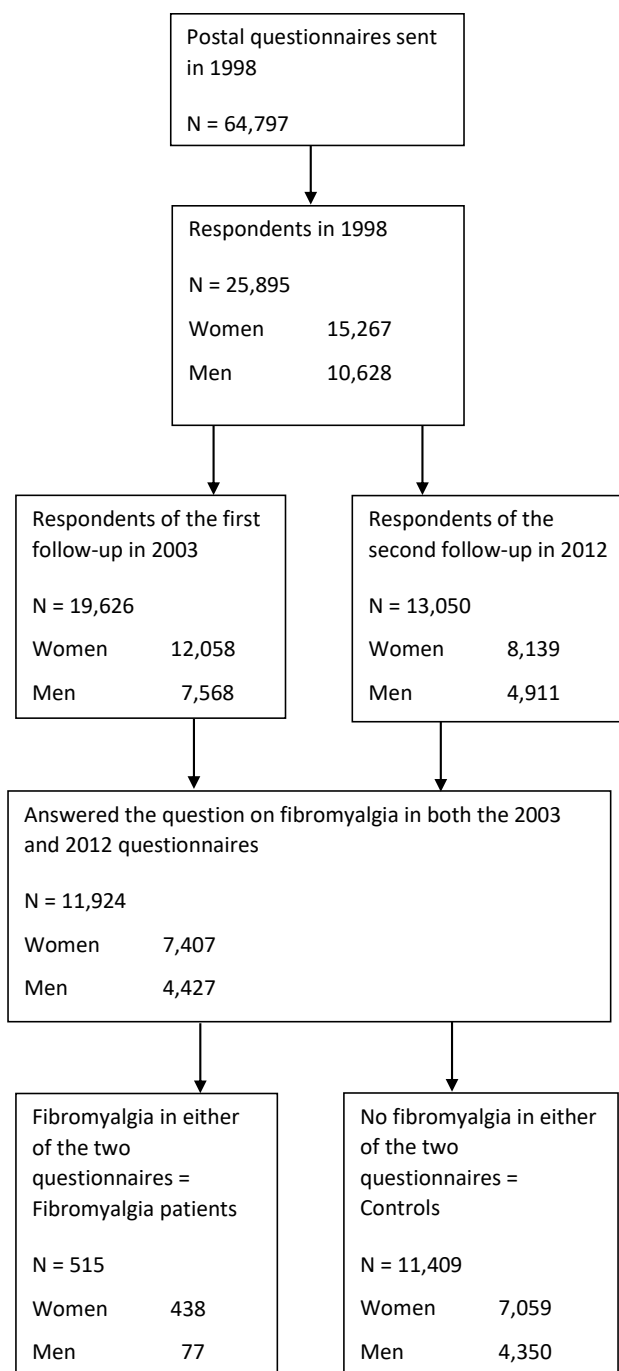 Postal questionnaires sent
in 1998
N = 64,797
Respondents in 1998
N = 25,895
Women 15,267
Men 10,628
Respondents of the first
follow-up in 2003
N = 19,626
Women 12,058
Men 7,568
Respondents of the
second follow-up in 2012
N = 13,050
Women 8,139
Men 4,911
Answered the question on fibromyalgia in both the 2003
and 2012 questionnaires
N = 11,924
Women 7,407
Men 4,427
Fibromyalgia in either
of the two
questionnaires =
Fibromyalgia patients
N = 515
Women 438
Men 77
No fibromyalgia in either
of the two
questionnaires =
Controls
N = 11,409
Women 7,059
Men 4,350